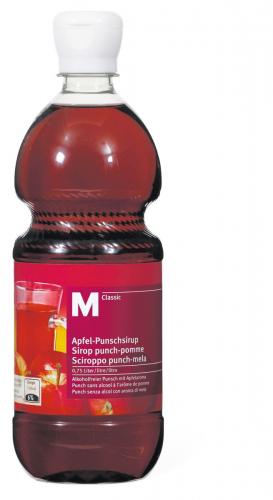 M Classic
Apfel-Punschsirup
Sirop punch-pomme
Sciroppo punch-mela
0,75 Liter/litre/litro
Alkoholfreier Punsch mit Apfelaroma
Punch sans alcool à l'arôme de pomme
Punch senza alcol con aroma di mela